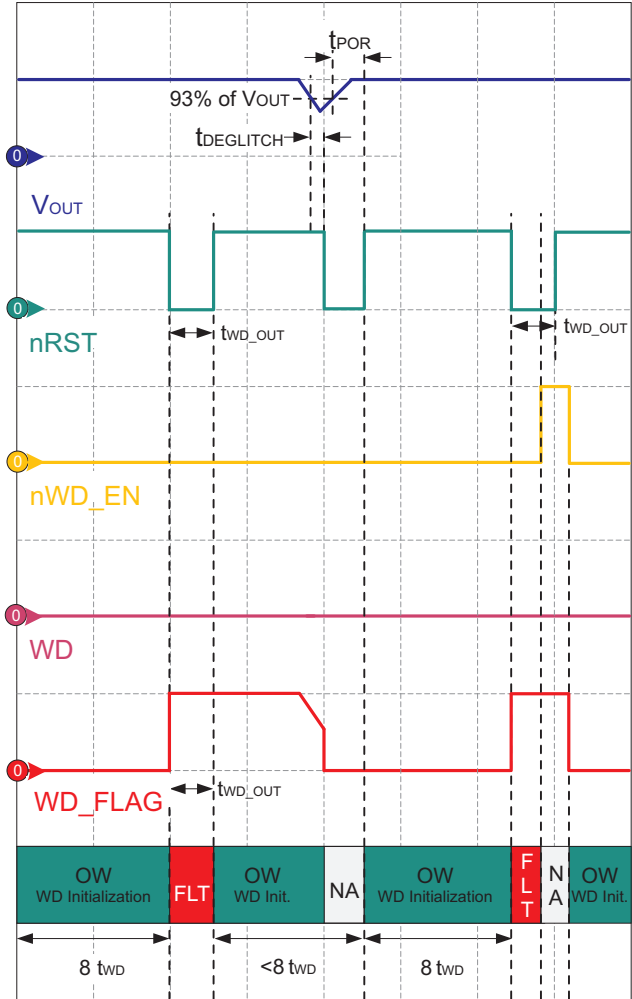 tPOR
93% of VOUT
tDEGLITCH
0
VOUT
0
nRST
tWD_OUT
tWD_OUT
0
nWD_EN
0
WD
0
WD_FLAG
tWD_OUT
OW
WD Initialization
FLT
OW
WD Init.
NA
OW
WD Initialization
F
L
T
N
A
OW
WD Init.
8 tWD
<8 tWD
8 tWD